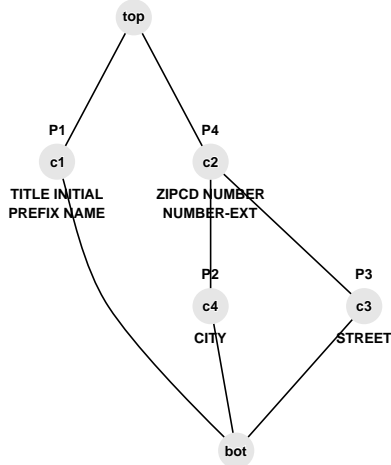 top
P1
P4
c1
c2
TITLE INITIAL
PREFIX NAME
ZIPCD NUMBER
NUMBER-EXT
P2
P3
c4
c3
CITY
STREET
bot